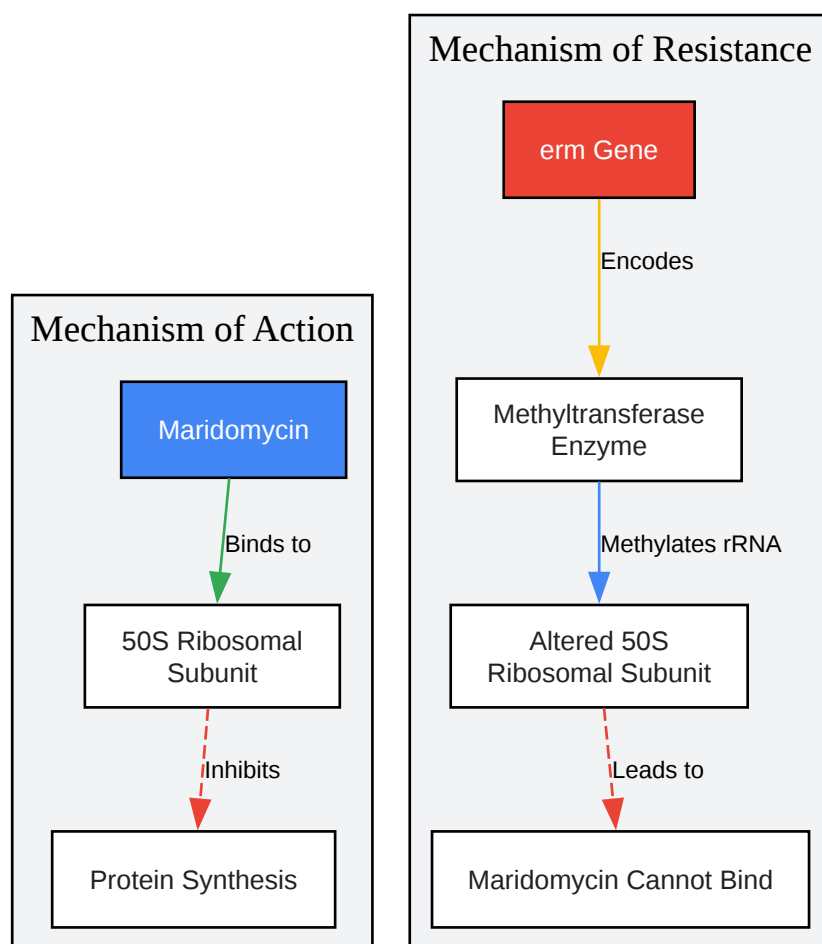 Mechanism of Action
Maridomycin
Binds to
50S Ribosomal
Subunit
Inhibits
Protein Synthesis
Mechanism of Resistance
erm Gene
Encodes
Methyltransferase
Enzyme
Methylates rRNA
Altered 50S
Ribosomal Subunit
Leads to
Maridomycin Cannot Bind